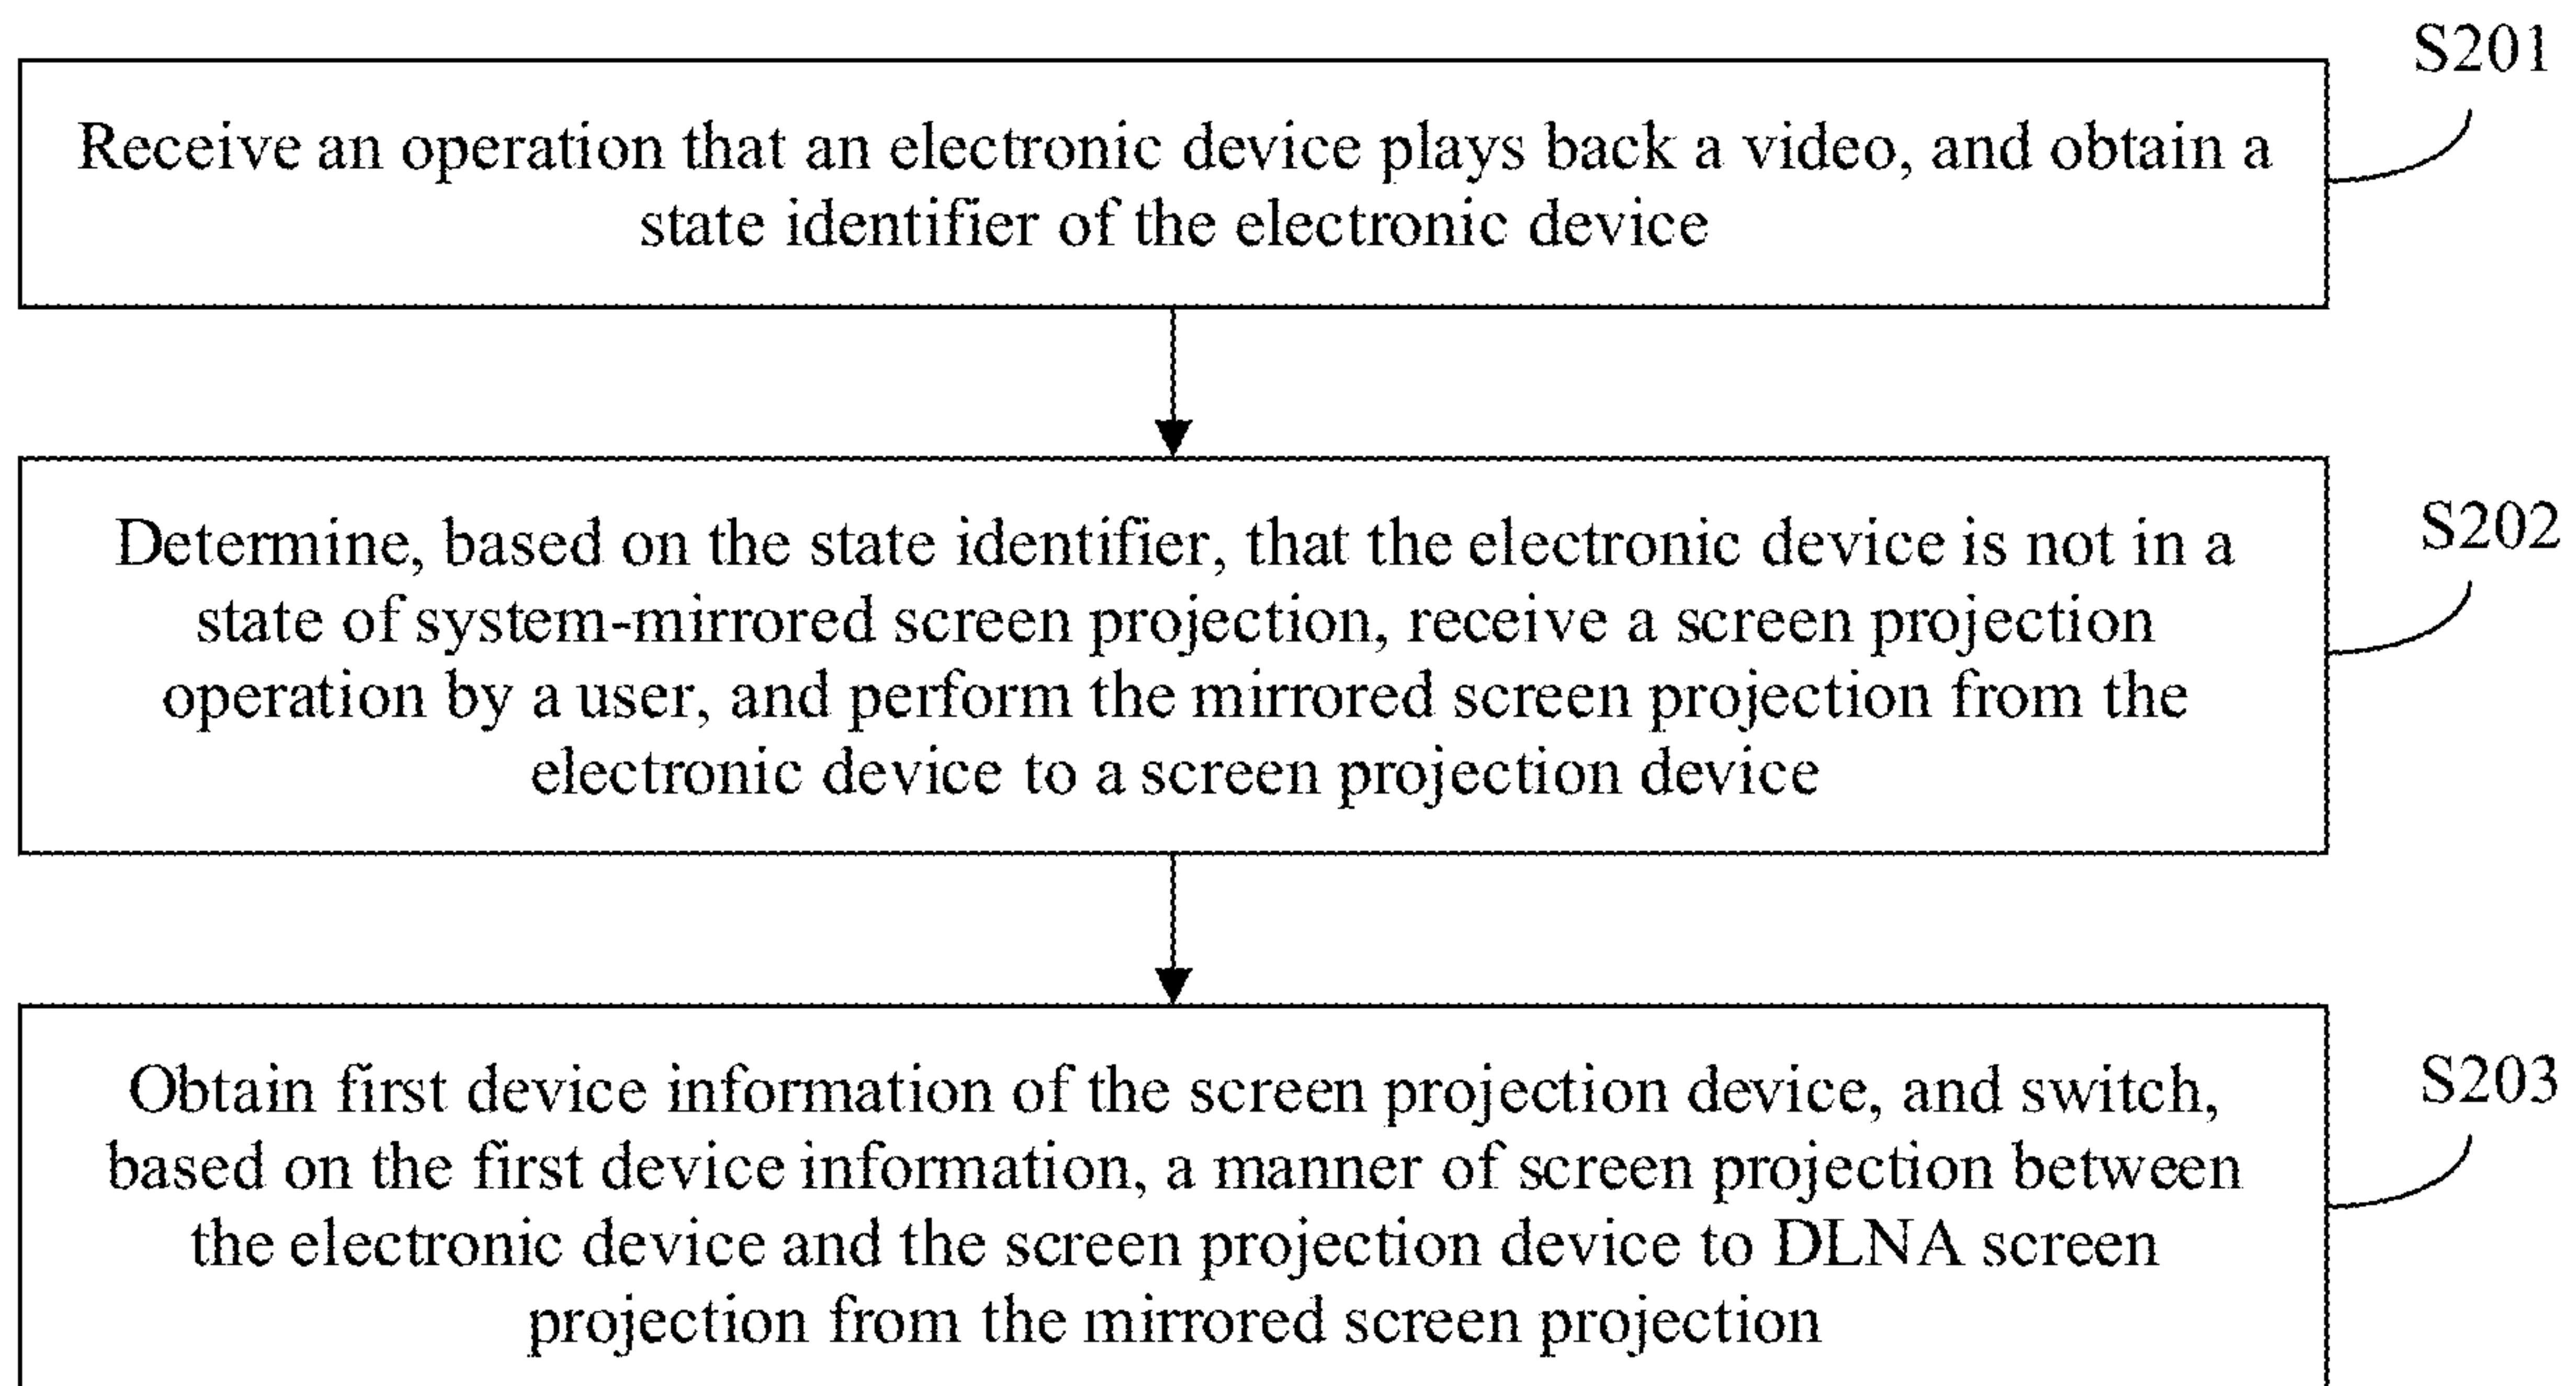 S201
Receive an operation that an electronic device plays back a video, and obtain a
state identifier of the electronic device
S202
Determine, based on the state identifier, that the electronic device is not in a
state of system-mirrored screen projection, receive a screen projection
operation by a user, and perform the mirrored screen projection from the
electronic device to a screen projection device
S203
Obtain first device information of the screen projection device, and switch,
based on the first device information, a manner of screen projection between
the electronic device and the screen projection device to DLNA screen
projection from the mirrored screen projection